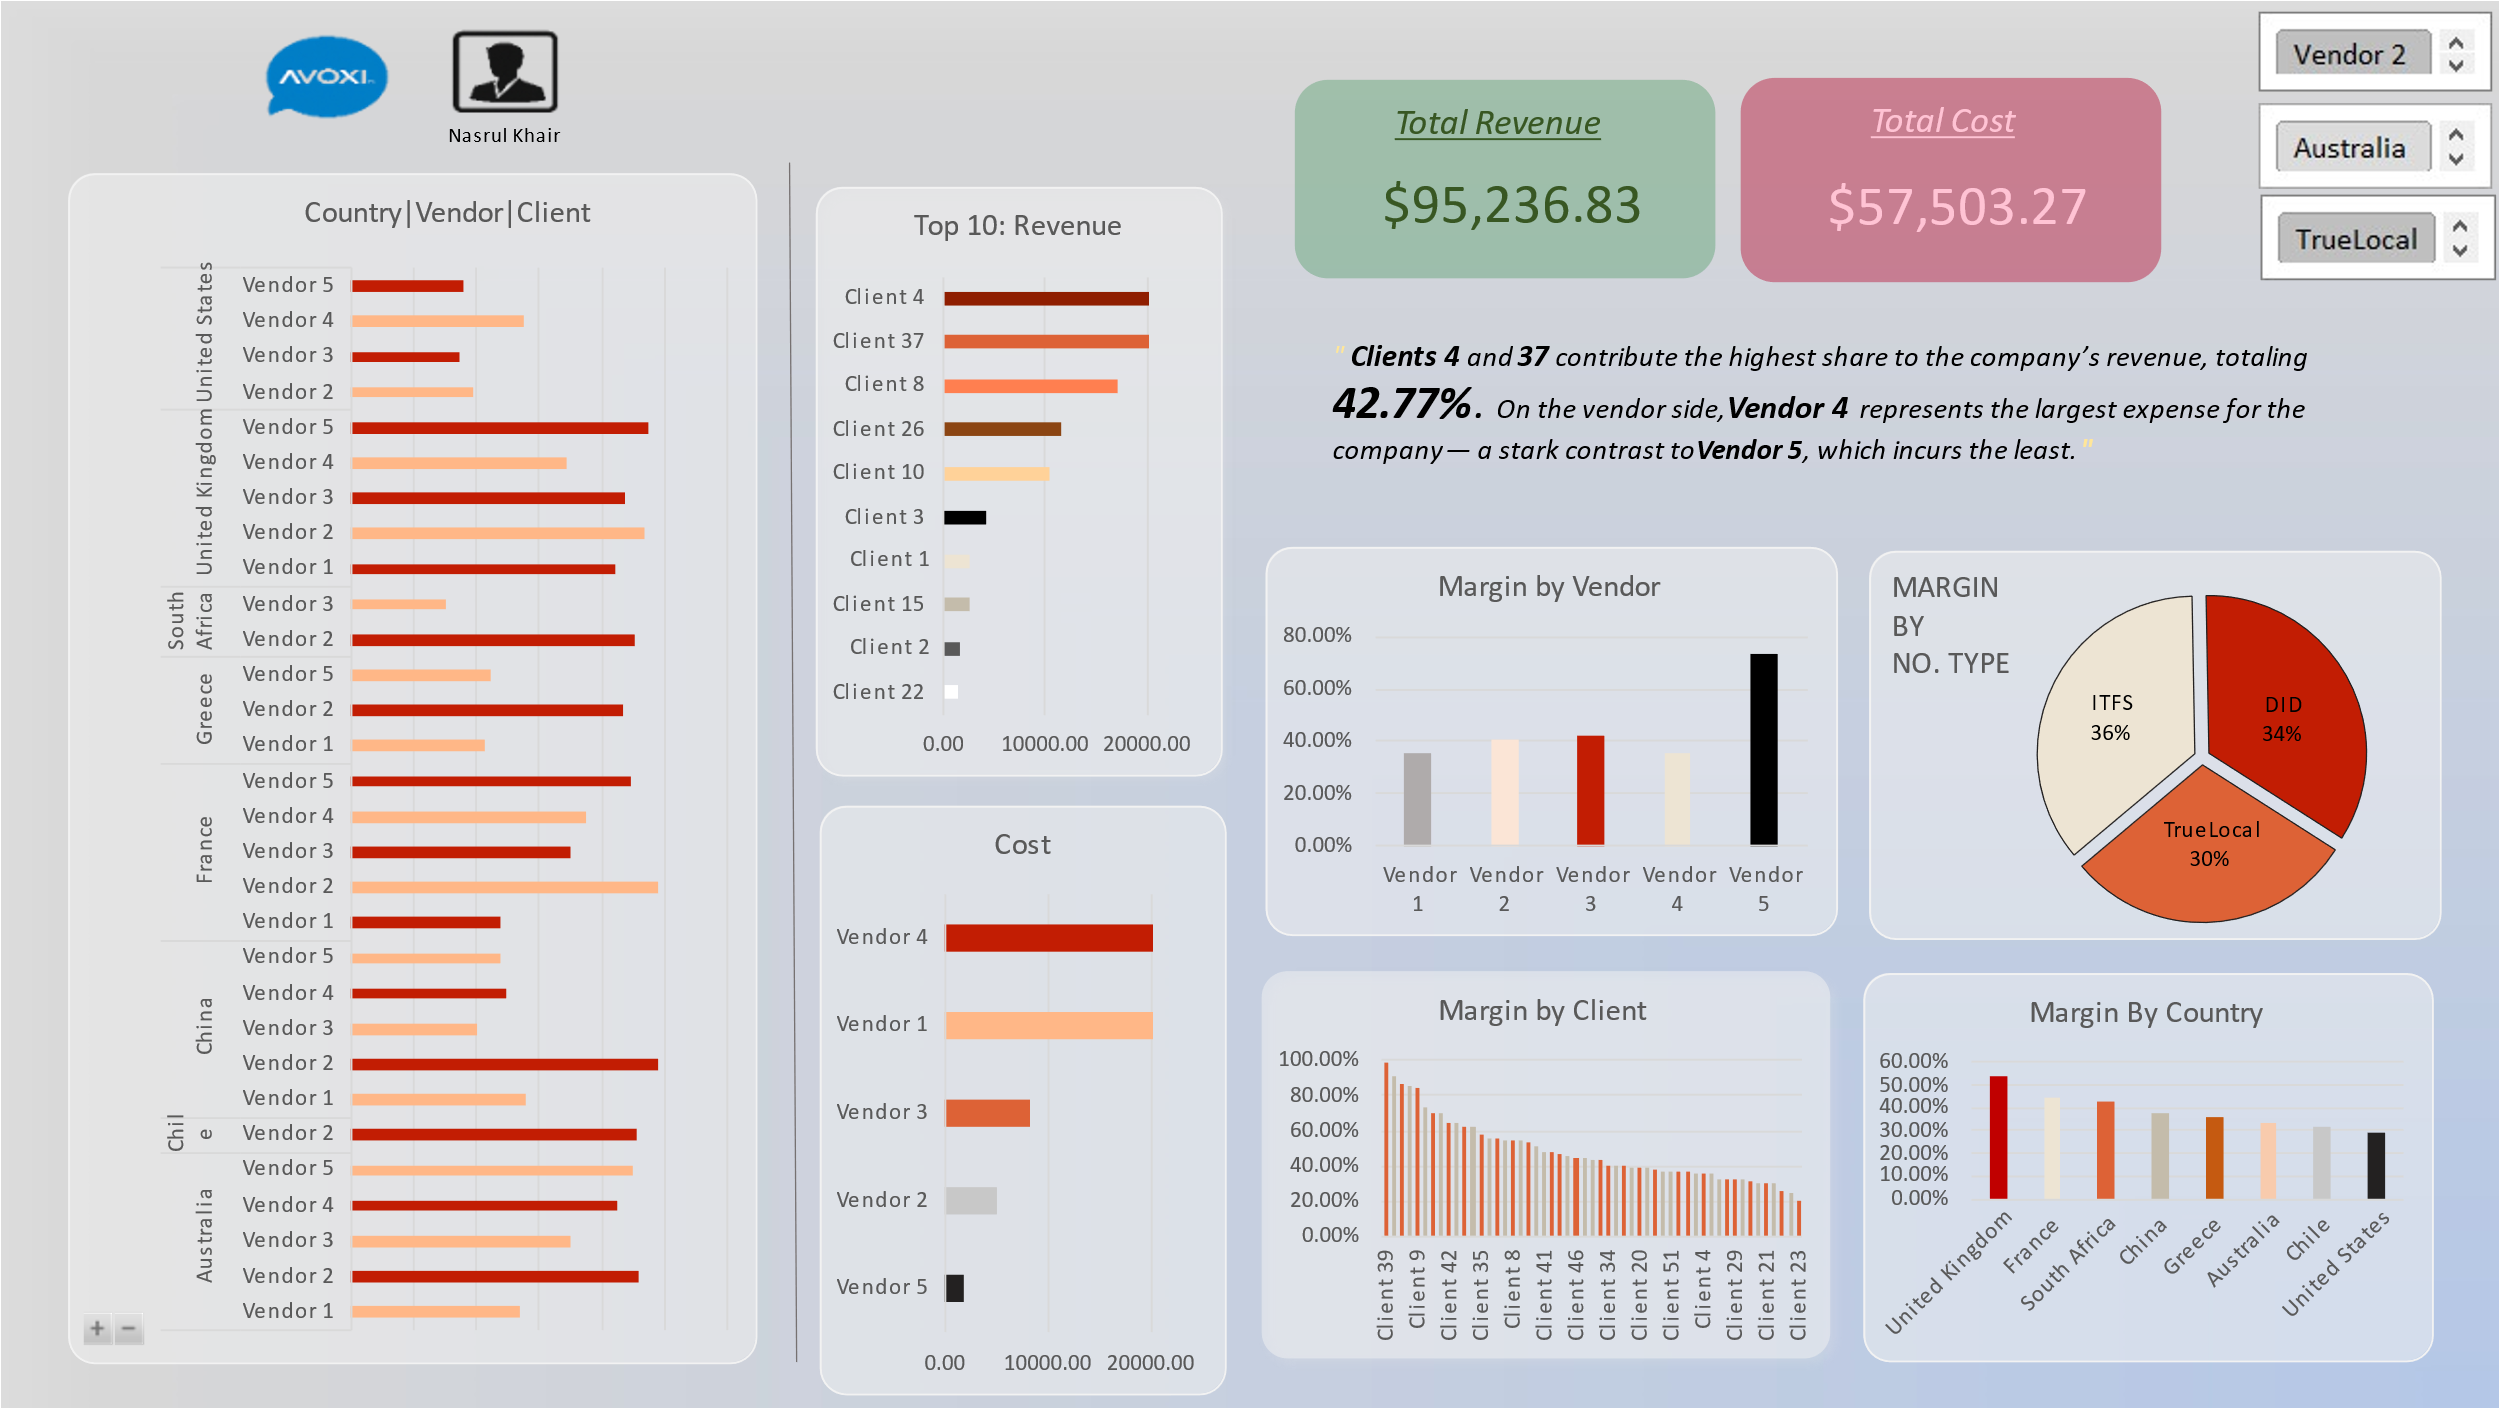 AVOXI
Nasrul Khair
Vendor 2
Australia
TrueLocal
Total Revenue
$95,236.83
Total Cost
$57,503.27
" Clients 4 and 37 contribute the highest share to the company’s revenue, totaling
42.77%. On the vendor side, Vendor 4 represents the largest expense for the
company — a stark contrast to Vendor 5, which incurs the least. "
Country|Vendor|Client
United States
Vendor 5
Vendor 4
Vendor 3
Vendor 2
United Kingdom
Vendor 5
Vendor 4
Vendor 3
Vendor 2
Vendor 1
South
Africa
Vendor 3
Vendor 2
Greece
Vendor 5
Vendor 2
Vendor 1
France
Vendor 5
Vendor 4
Vendor 3
Vendor 2
Vendor 1
China
Vendor 5
Vendor 4
Vendor 3
Vendor 2
Vendor 1
Chil
e
Vendor 2
Australia
Vendor 5
Vendor 4
Vendor 3
Vendor 2
Vendor 1
+ −
Top 10: Revenue
Client 4
Client 37
Client 8
Client 26
Client 10
Client 3
Client 1
Client 15
Client 2
Client 22
0.00 10000.00 20000.00
Cost
Vendor 4
Vendor 1
Vendor 3
Vendor 2
Vendor 5
0.00 10000.00 20000.00
Margin by Vendor
80.00%
60.00%
40.00%
20.00%
0.00%
Vendor Vendor Vendor Vendor Vendor
1 2 3 4 5
MARGIN
BY
NO. TYPE
ITFS
36%
DID
34%
TrueLocal
30%
Margin by Client
100.00%
80.00%
60.00%
40.00%
20.00%
0.00%
Client 39
Client 9
Client 42
Client 35
Client 8
Client 41
Client 46
Client 34
Client 20
Client 51
Client 4
Client 29
Client 21
Client 23
Margin By Country
60.00%
50.00%
40.00%
30.00%
20.00%
10.00%
0.00%
United Kingdom
France
South Africa
China
Greece
Australia
Chile
United States